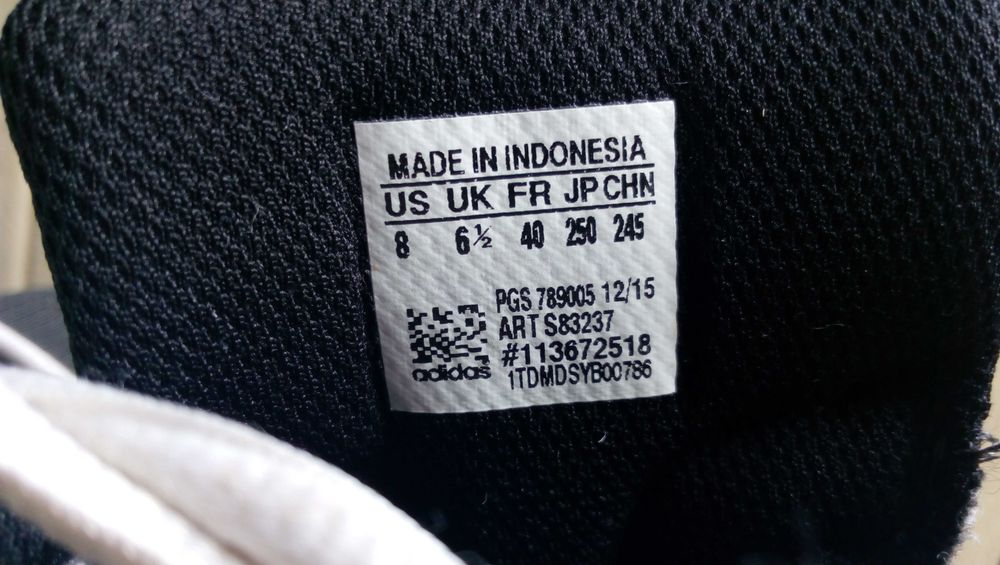 MADE IN INDONESIA
US UK FR JP CHN
8 6½ 40 250 245
PGS 789005 12/15
ART S83237
#113672518
adidas 1TDMDSYB00786